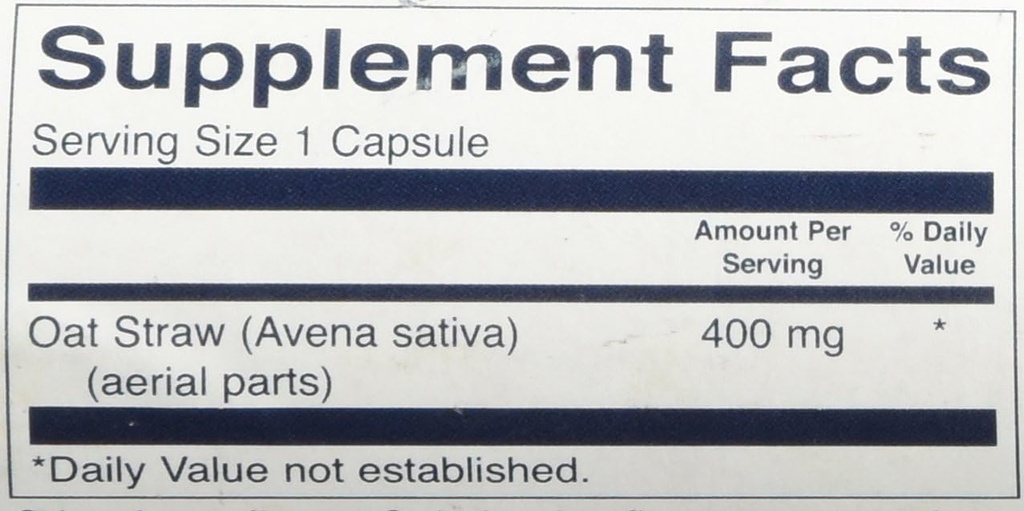 Supplement Facts
Serving Size 1 Capsule
Amount Per Serving % Daily Value
Oat Straw (Avena sativa) 400 mg *
(aerial parts)
*Daily Value not established.